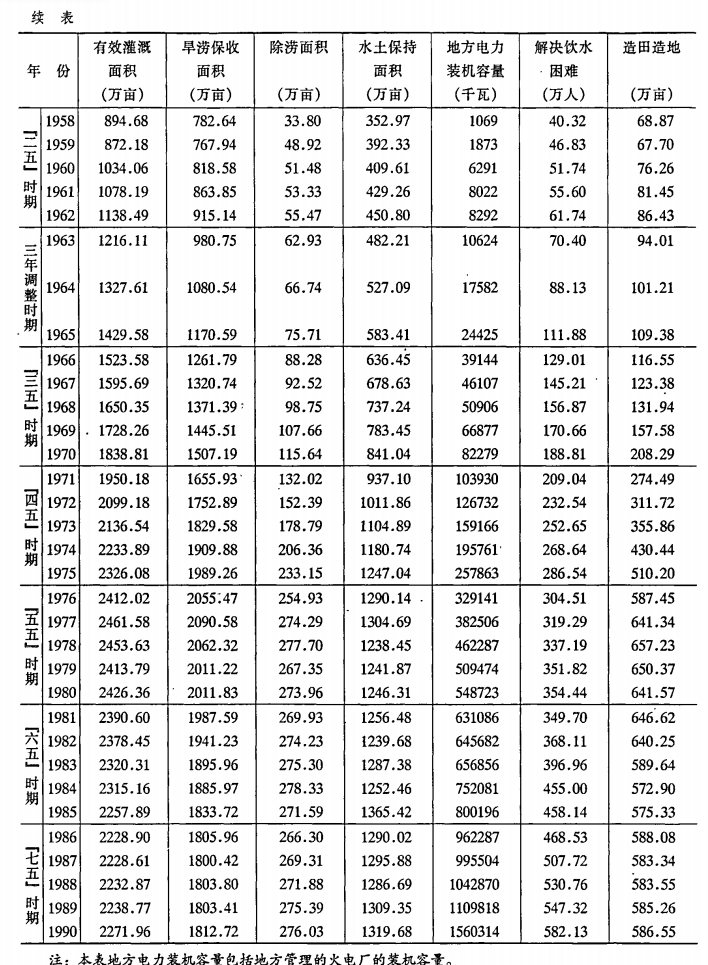 续 表
年 份 有效灌溉面积(万亩) 旱涝保收面积(万亩) 除涝面积(万亩) 水土保持面积(万亩) 地方电力装机容量(千瓦) 解决饮水困难(万人) 造田造地(万亩)
「二五」时期
1958 894.68 782.64 33.80 352.97 1069 40.32 68.87
1959 872.18 767.94 48.92 392.33 1873 46.83 67.70
1960 1034.06 818.58 51.48 409.61 6291 51.74 76.26
1961 1078.19 863.85 53.33 429.26 8022 55.60 81.45
1962 1138.49 915.14 55.47 450.80 8292 61.74 86.43
三年调整时期
1963 1216.11 980.75 62.93 482.21 10624 70.40 94.01
1964 1327.61 1080.54 66.74 527.09 17582 88.13 101.21
1965 1429.58 1170.59 75.71 583.41 24425 111.88 109.38
「三五」时期
1966 1523.58 1261.79 88.28 636.45 39144 129.01 116.55
1967 1595.69 1320.74 92.52 678.63 46107 145.21 123.38
1968 1650.35 1371.39 98.75 737.24 50906 156.87 131.94
1969 1728.26 1445.51 107.66 783.45 66877 170.66 157.58
1970 1838.81 1507.19 115.64 841.04 82279 188.81 208.29
「四五」时期
1971 1950.18 1655.93 132.02 937.10 103930 209.04 274.49
1972 2099.18 1752.89 152.39 1011.86 126732 232.54 311.72
1973 2136.54 1829.58 178.79 1104.89 159166 252.65 355.86
1974 2233.89 1909.88 206.36 1180.74 195761 268.64 430.44
1975 2326.08 1989.26 233.15 1247.04 257863 286.54 510.20
「五五」时期
1976 2412.02 2055.47 254.93 1290.14 329141 304.51 587.45
1977 2461.58 2090.58 274.29 1304.69 382506 319.29 641.34
1978 2453.63 2062.32 277.70 1238.45 462287 337.19 657.23
1979 2413.79 2011.22 267.35 1241.87 509474 351.82 650.37
1980 2426.36 2011.83 273.96 1246.31 548723 354.44 641.57
「六五」时期
1981 2390.60 1987.59 269.93 1256.48 631086 349.70 646.62
1982 2378.45 1941.23 274.23 1239.68 645682 368.11 640.25
1983 2320.31 1895.96 275.30 1287.38 656856 396.96 589.64
1984 2315.16 1885.97 278.33 1252.46 752081 455.00 572.90
1985 2257.89 1833.72 271.59 1365.42 800196 458.14 575.33
「七五」时期
1986 2228.90 1805.96 266.30 1290.02 962287 468.53 588.08
1987 2228.61 1800.42 269.31 1295.88 995504 507.72 583.34
1988 2232.87 1803.80 271.88 1286.69 1042870 530.76 583.55
1989 2238.77 1803.41 275.39 1309.35 1109818 547.32 585.26
1990 2271.96 1812.72 276.03 1319.68 1560314 582.13 586.55
注：本表地方电力装机容量包括地方管理的火电厂的装机容量。